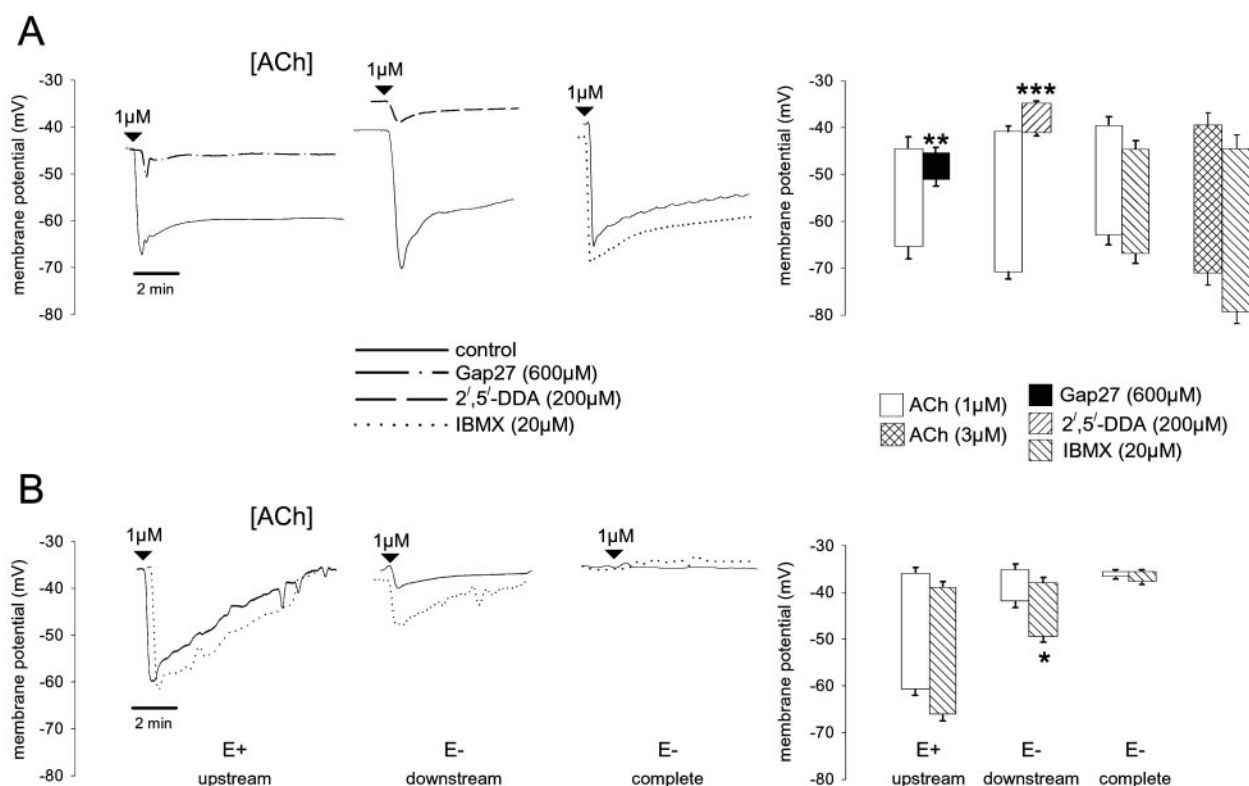 A
[ACh]
1µM
1µM
1µM
membrane potential (mV)
-30
-40
-50
-60
-70
-80
2 min
membrane potential (mV)
-30
-40
-50
-60
-70
-80
**
***
control
Gap27 (600µM)
2′,5′-DDA (200µM)
IBMX (20µM)
ACh (1µM)
ACh (3µM)
Gap27 (600µM)
2′,5′-DDA (200µM)
IBMX (20µM)
B
[ACh]
1µM
1µM
1µM
membrane potential (mV)
-30
-40
-50
-60
-70
-80
2 min
E+
upstream
E-
downstream
E-
complete
membrane potential (mV)
-30
-40
-50
-60
-70
-80
*
E+
upstream
E-
downstream
E-
complete